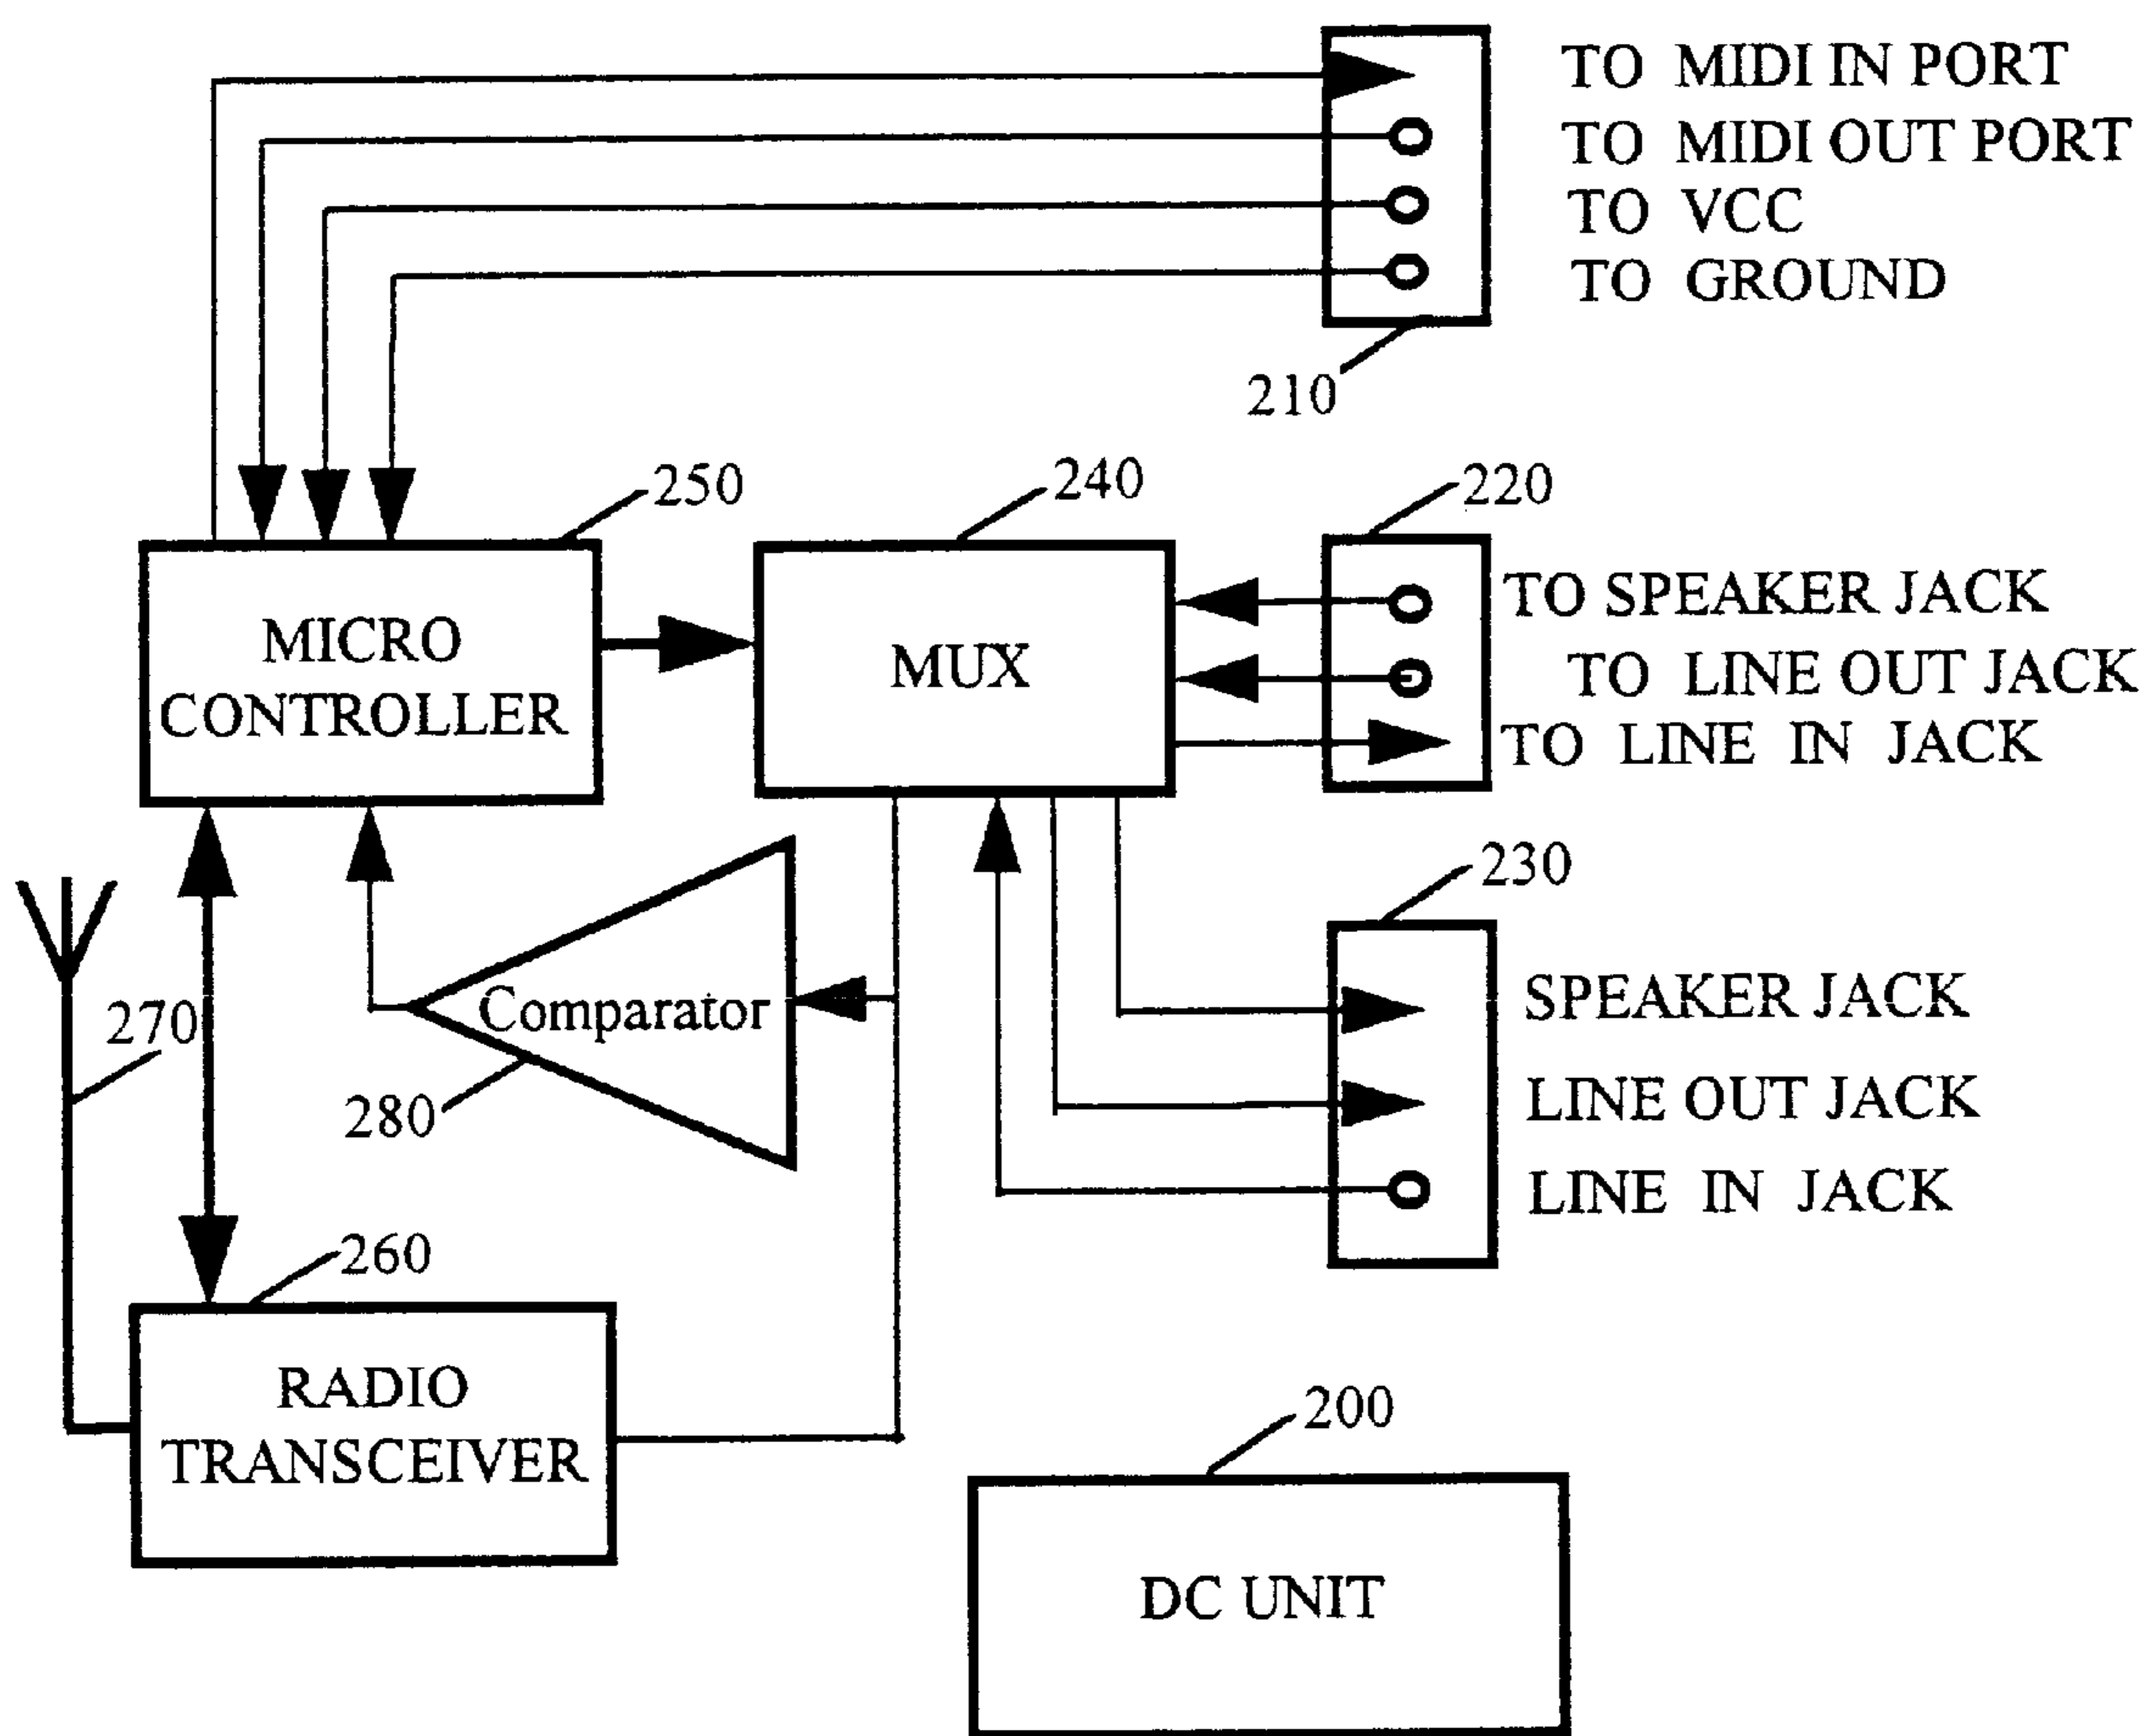 TO MIDI IN PORT
TO MIDI OUT PORT
TO VCC
TO GROUND
210
250
240
220
MICRO
CONTROLLER
MUX
TO SPEAKER JACK
TO LINE OUT JACK
TO LINE IN JACK
230
Comparator
SPEAKER JACK
270
LINE OUT JACK
280
LINE IN JACK
260
RADIO
TRANSCEIVER
200
DC UNIT